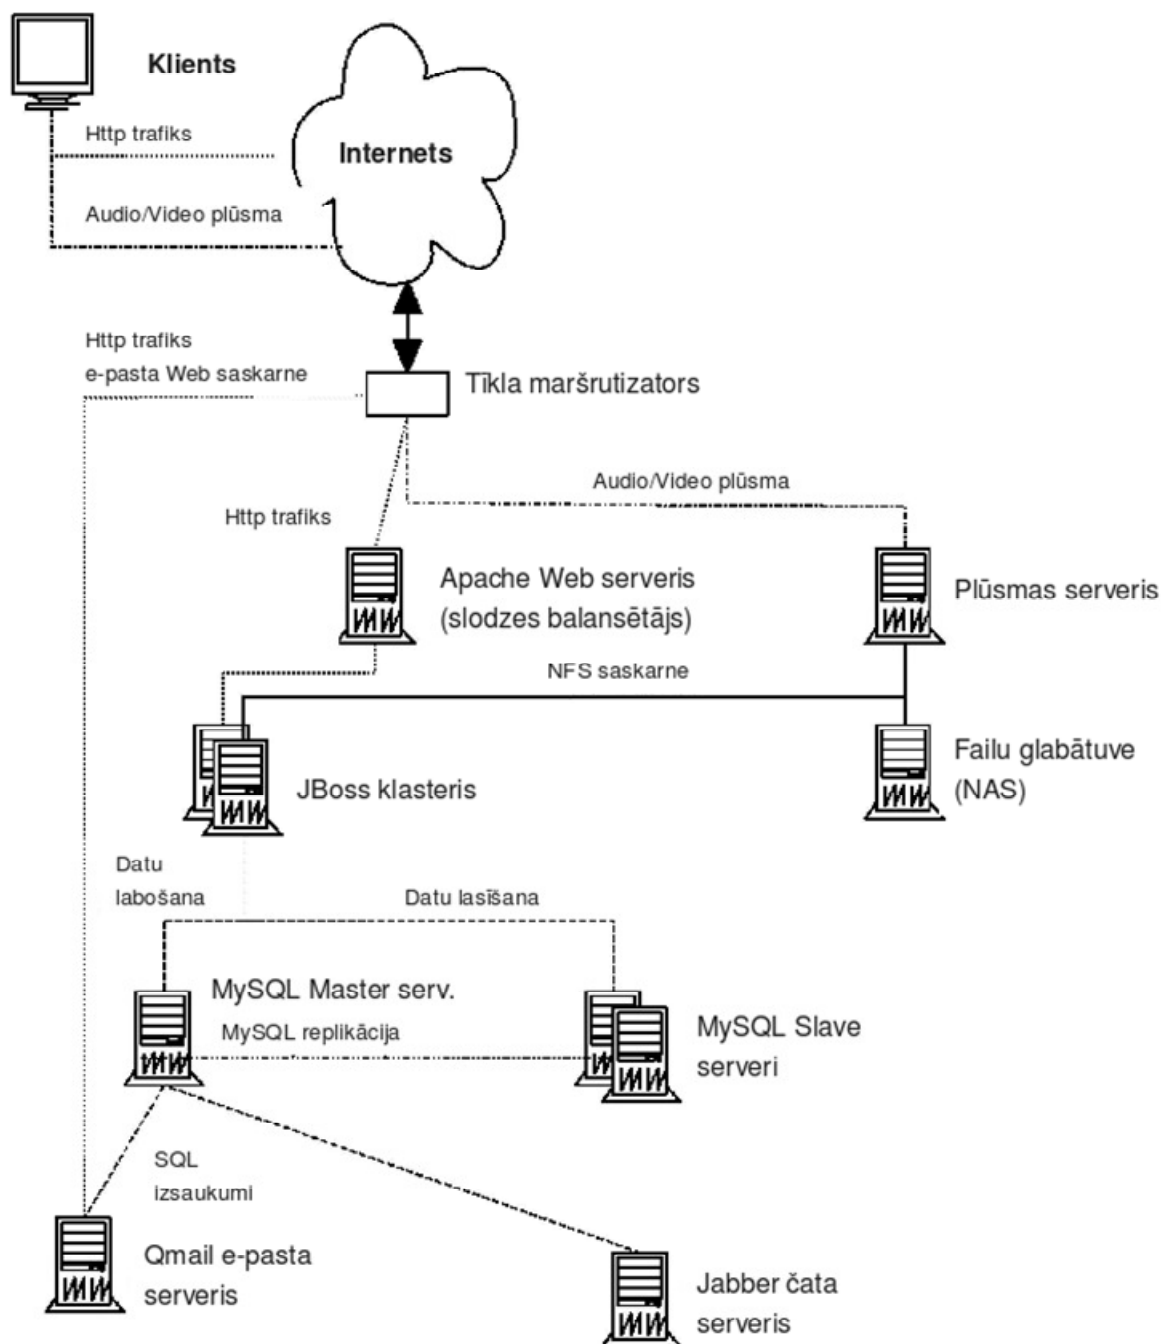 Klients
Http trafiks
Internets
Audio/Video plūsma
Http trafiks
e-pasta Web saskarne
Tīkla maršrutizators
Audio/Video plūsma
Http trafiks
Apache Web serveris
(slodzes balansētājs)
Plūsmas serveris
NFS saskarne
JBoss klasteris
Failu glabātuve
(NAS)
Datu
labošana
Datu lasīšana
MySQL Master serv.
MySQL replikācija
MySQL Slave
serveri
SQL
izsaukumi
Qmail e-pasta
serveris
Jabber čata
serveris